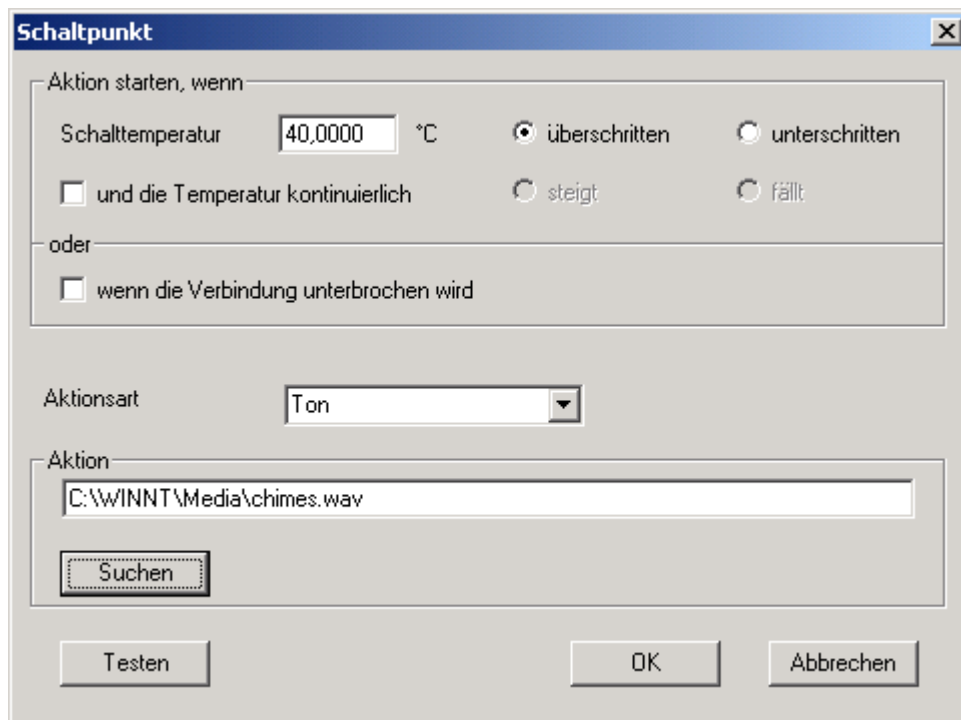 Schaltpunkt
Aktion starten, wenn
Schalttemperatur 40,0000 °C überschritten unterschritten
und die Temperatur kontinuierlich steigt fällt
oder
wenn die Verbindung unterbrochen wird
Aktionsart Ton
Aktion
C:\WINNT\Media\chimes.wav
Suchen
Testen OK Abbrechen